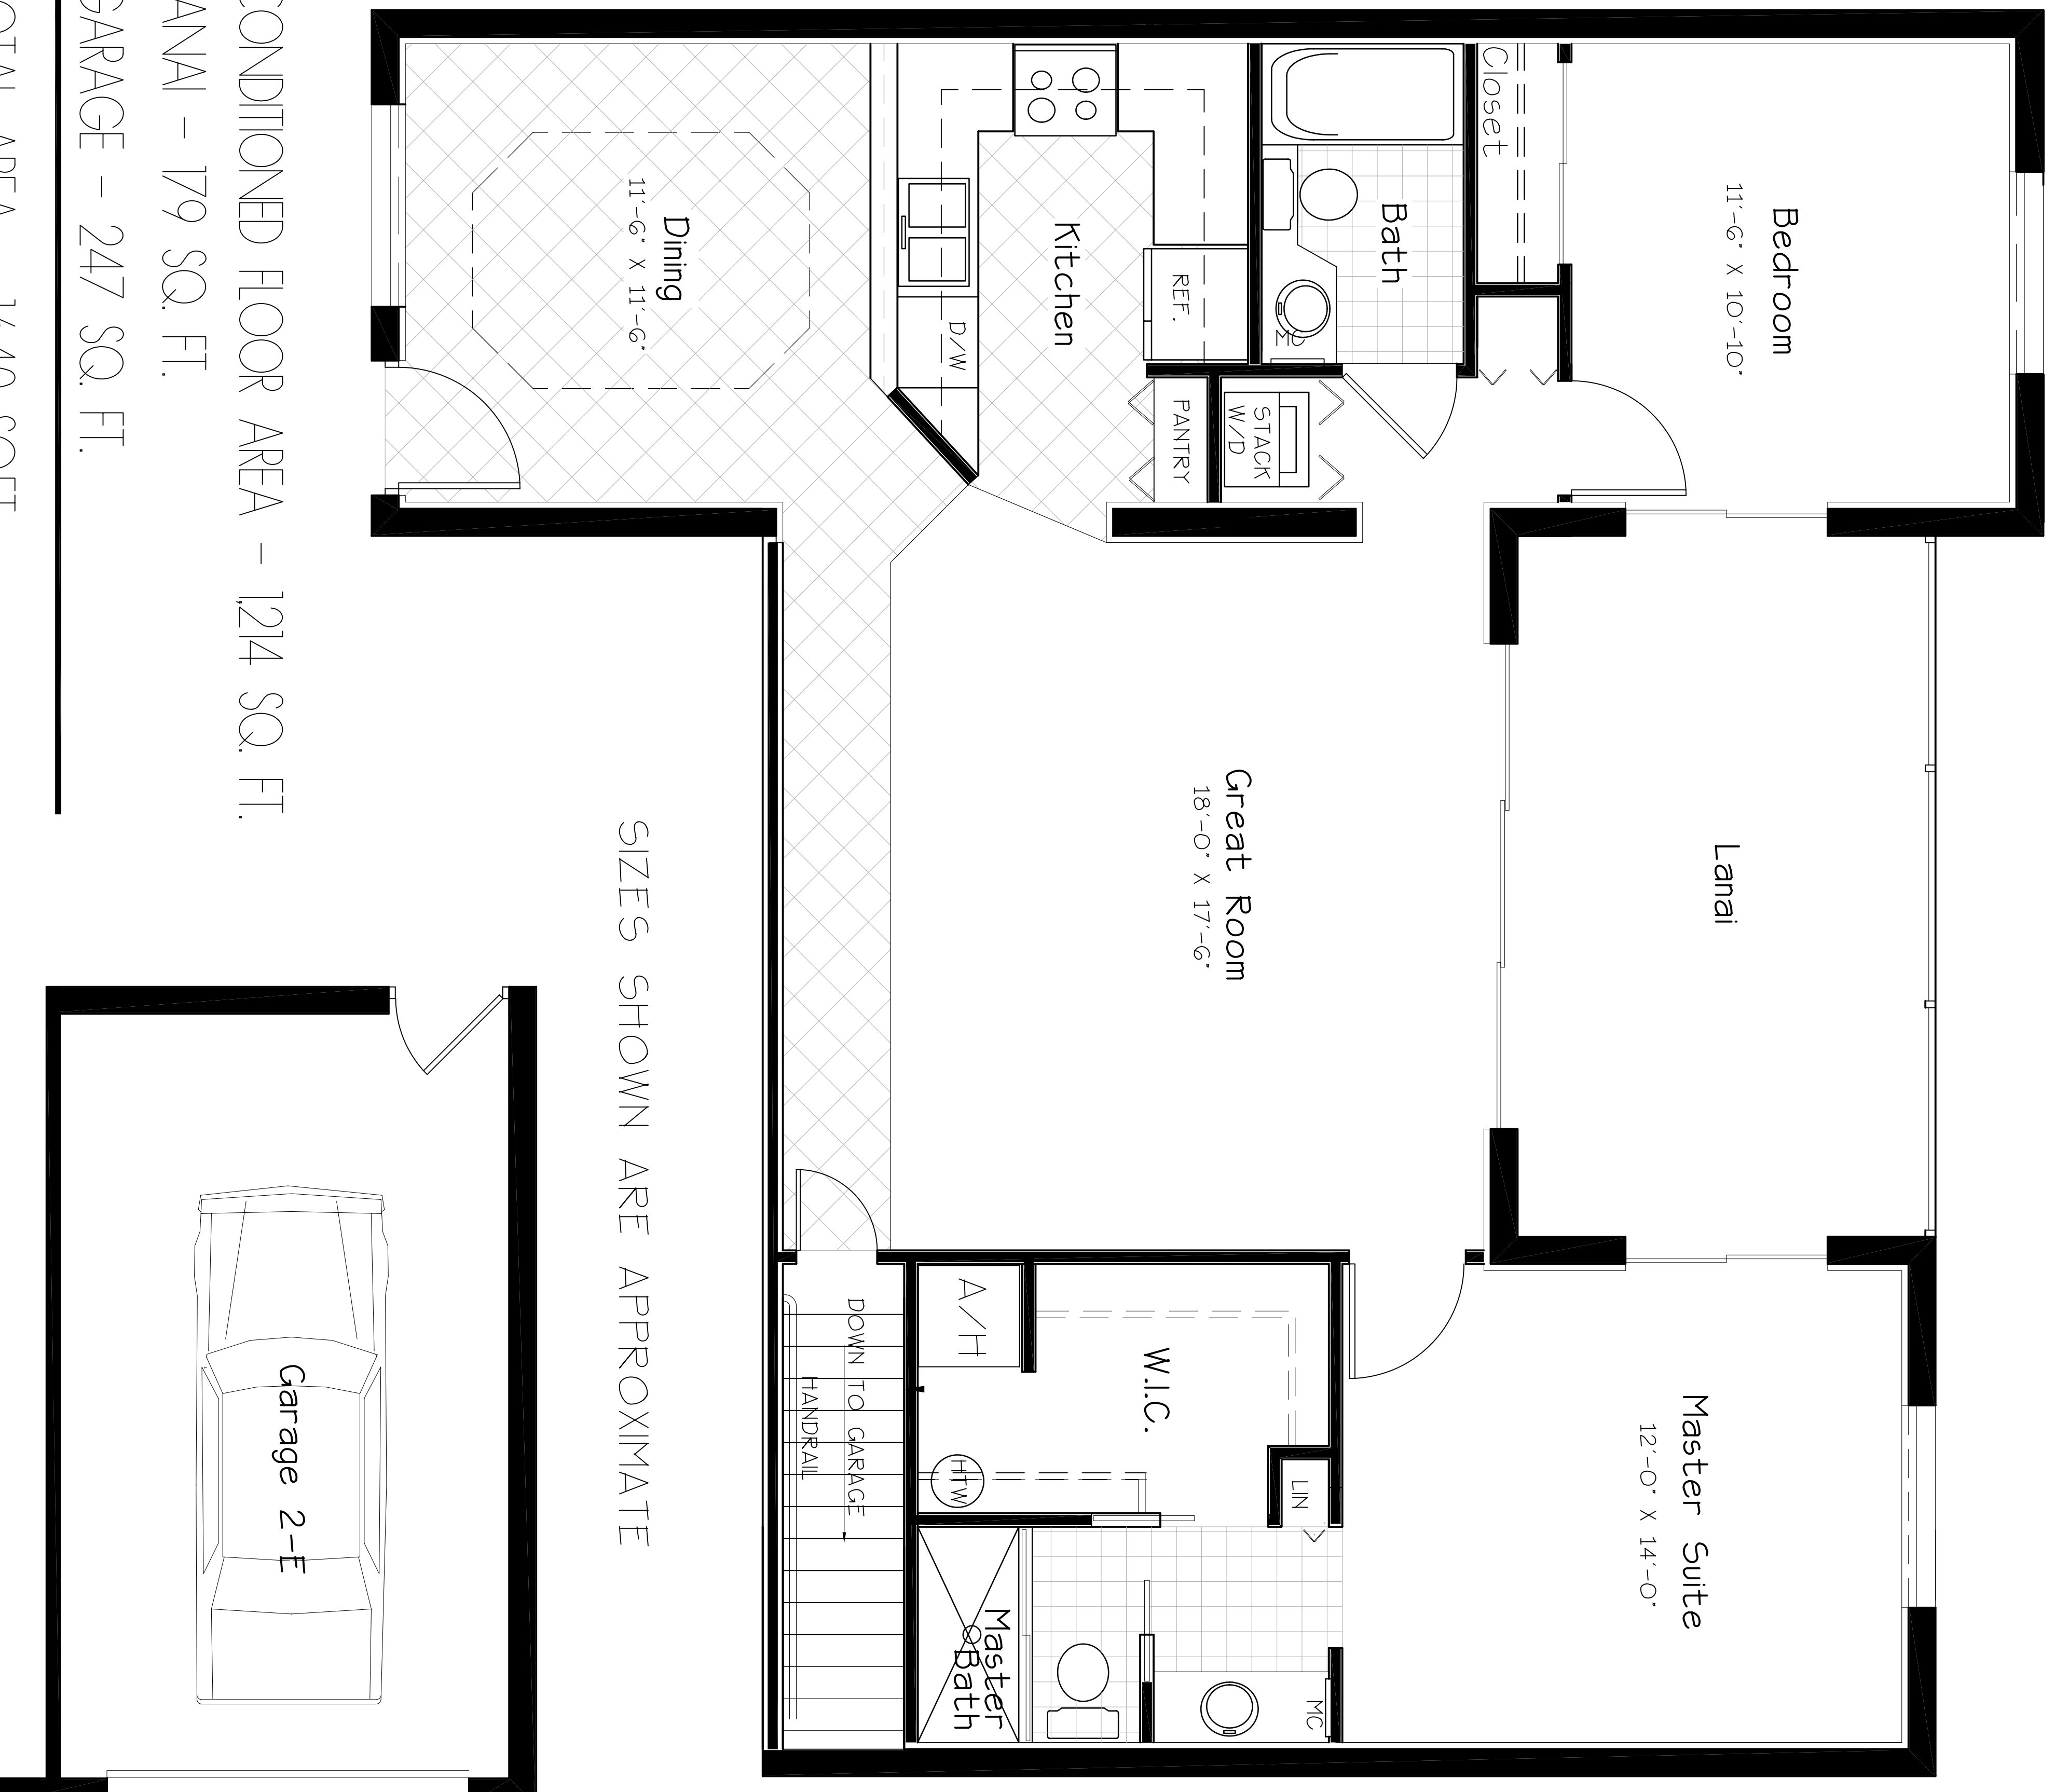 Closet
Bedroom
11'-6" X 10'-10"
Bath
MC
Kitchen
REF.
D/W
PANTRY
STACK
W/D
Dining
11'-6" X 11'-6"
Lanai
Great Room
18'-0" X 17'-6"
Master Suite
12'-0" X 14'-0"
W.I.C.
LIN
A/H
HTW
MC
Master
Bath
DOWN TO GARAGE
HANDRAIL
SIZES SHOWN ARE APPROXIMATE
Garage 2-E
CONDITIONED FLOOR AREA - 1,214 SQ. FT.
ANAI - 179 SQ. FT.
GARAGE - 247 SQ. FT.